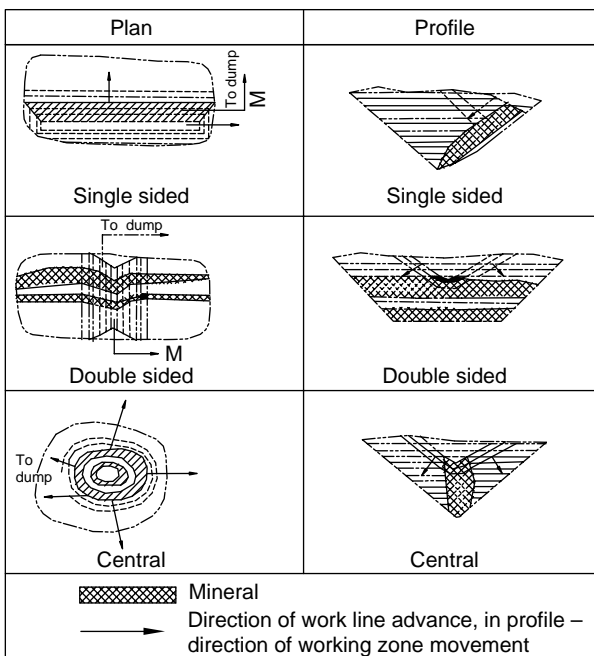 Plan
Profile
To dump
M
Single sided
Single sided
To dump
M
Double sided
Double sided
To
dump
Central
Central
Mineral
Direction of work line advance, in profile –
direction of working zone movement